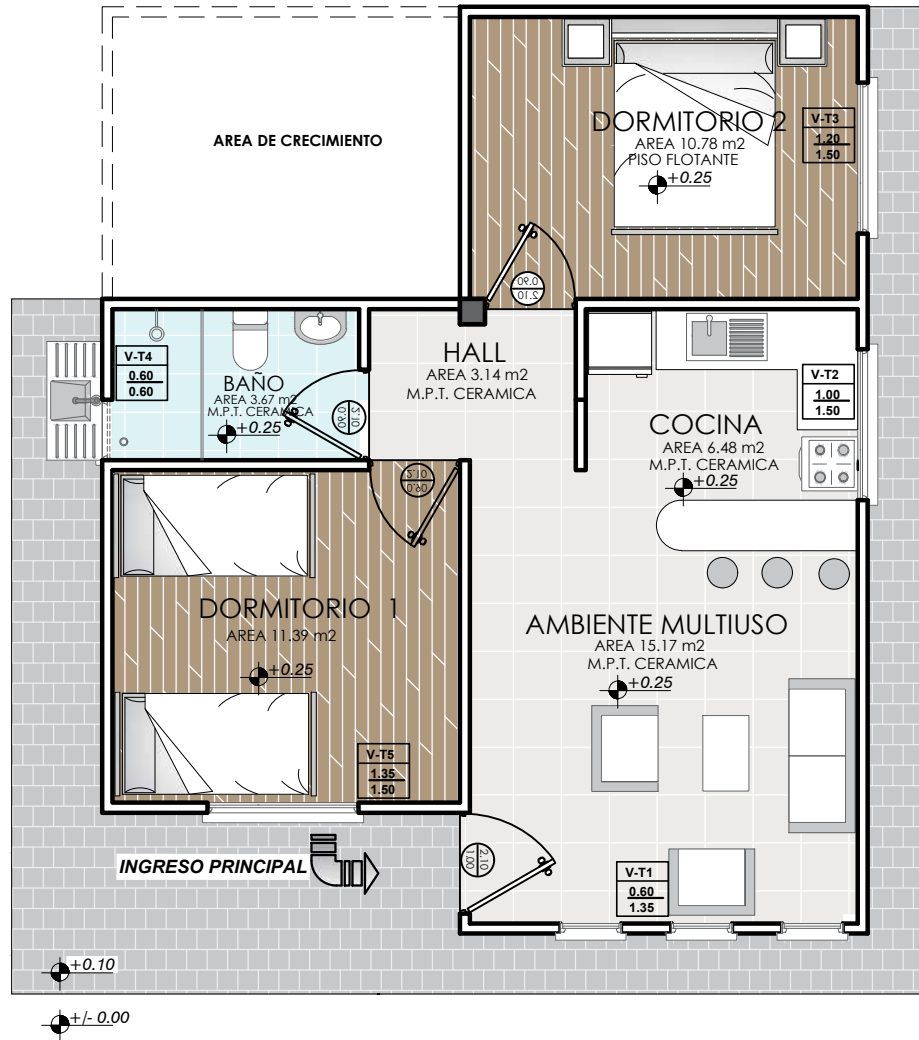 AREA DE CRECIMIENTO
DORMITORIO 2
AREA 10.78 m2
PISO FLOTANTE
+0.25
V-T3
1.20
1.50
0.90
2.10
V-T4
0.60
0.60
BAÑO
AREA 3.67 m2
M.P.T. CERAMICA
+0.25
2.10
0.90
HALL
AREA 3.14 m2
M.P.T. CERAMICA
V-T2
1.00
1.50
COCINA
AREA 6.48 m2
M.P.T. CERAMICA
+0.25
2.10
0.90
DORMITORIO 1
AREA 11.39 m2
+0.25
V-T5
1.35
1.50
AMBIENTE MULTIUSO
AREA 15.17 m2
M.P.T. CERAMICA
+0.25
INGRESO PRINCIPAL
2.10
1.00
V-T1
0.60
1.35
+0.10
+/- 0.00